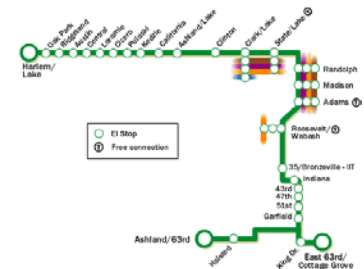 Harlem/
Lake
Oak Park
Ridgeland
Austin
Central
Laramie
Cicero
Pulaski
Kedzie
California
Ashland/Lake
Clinton
Clark/Lake
State/Lake T
Randolph
Madison
Adams T
Roosevelt/
Wabash
El Stop
T Free connection
35/Bronzeville - IIT
Indiana
43rd
47th
51st
Garfield
Ashland/63rd
Halsted
King Dr.
East 63rd/
Cottage Grove